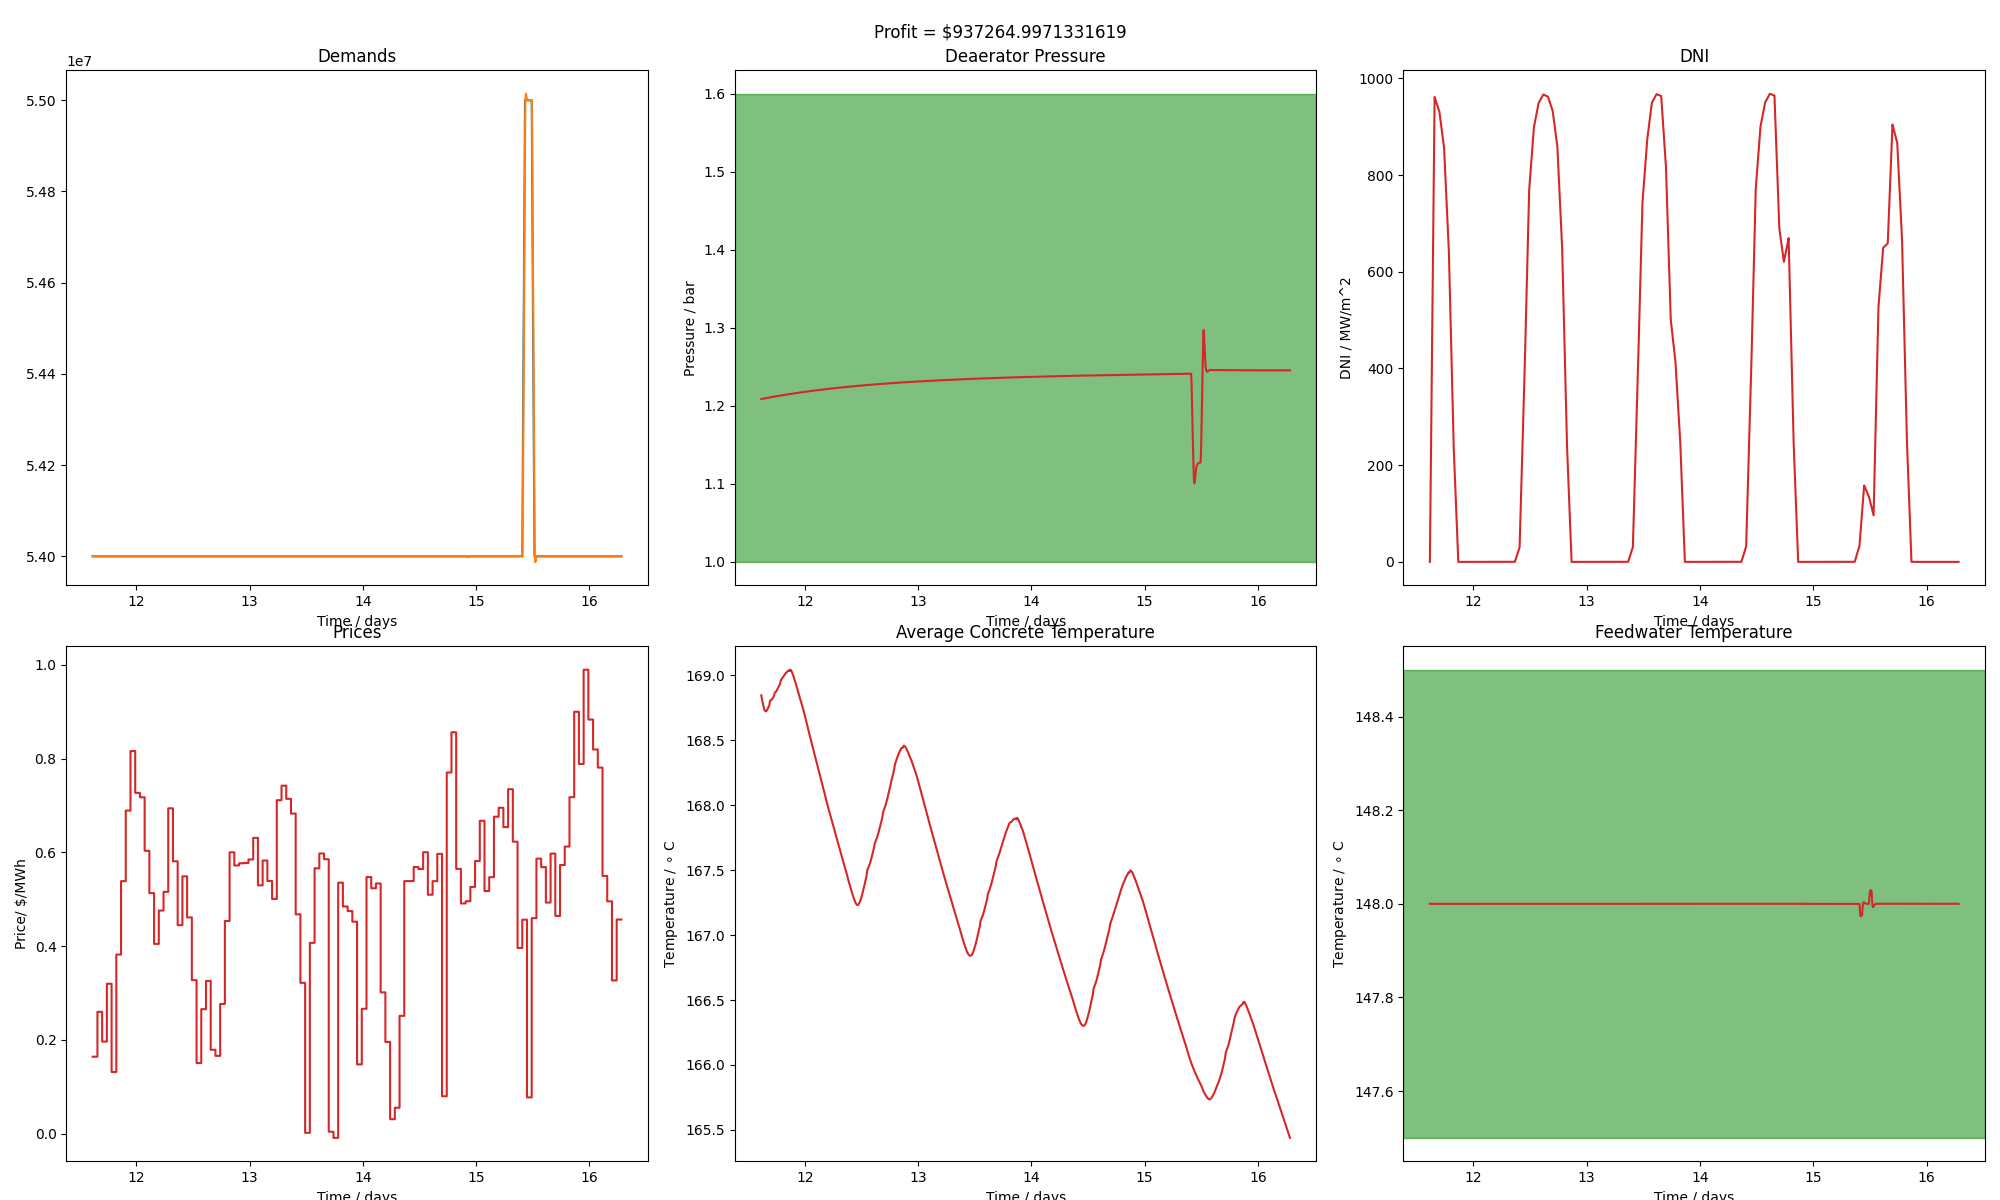 Profit = $937264.9971331619
Demands
1e7
5.50
5.48
5.46
5.44
5.42
5.40
12 13 14 15 16
Time / days
Deaerator Pressure
Pressure / bar
1.6
1.5
1.4
1.3
1.2
1.1
1.0
12 13 14 15 16
Time / days
DNI
DNI / MW/m^2
1000
800
600
400
200
0
12 13 14 15 16
Time / days
Prices
Price/ $/MWh
1.0
0.8
0.6
0.4
0.2
0.0
12 13 14 15 16
Time / days
Average Concrete Temperature
Temperature / ∘ C
169.0
168.5
168.0
167.5
167.0
166.5
166.0
165.5
12 13 14 15 16
Time / days
Feedwater Temperature
Temperature / ∘ C
148.4
148.2
148.0
147.8
147.6
12 13 14 15 16
Time / days